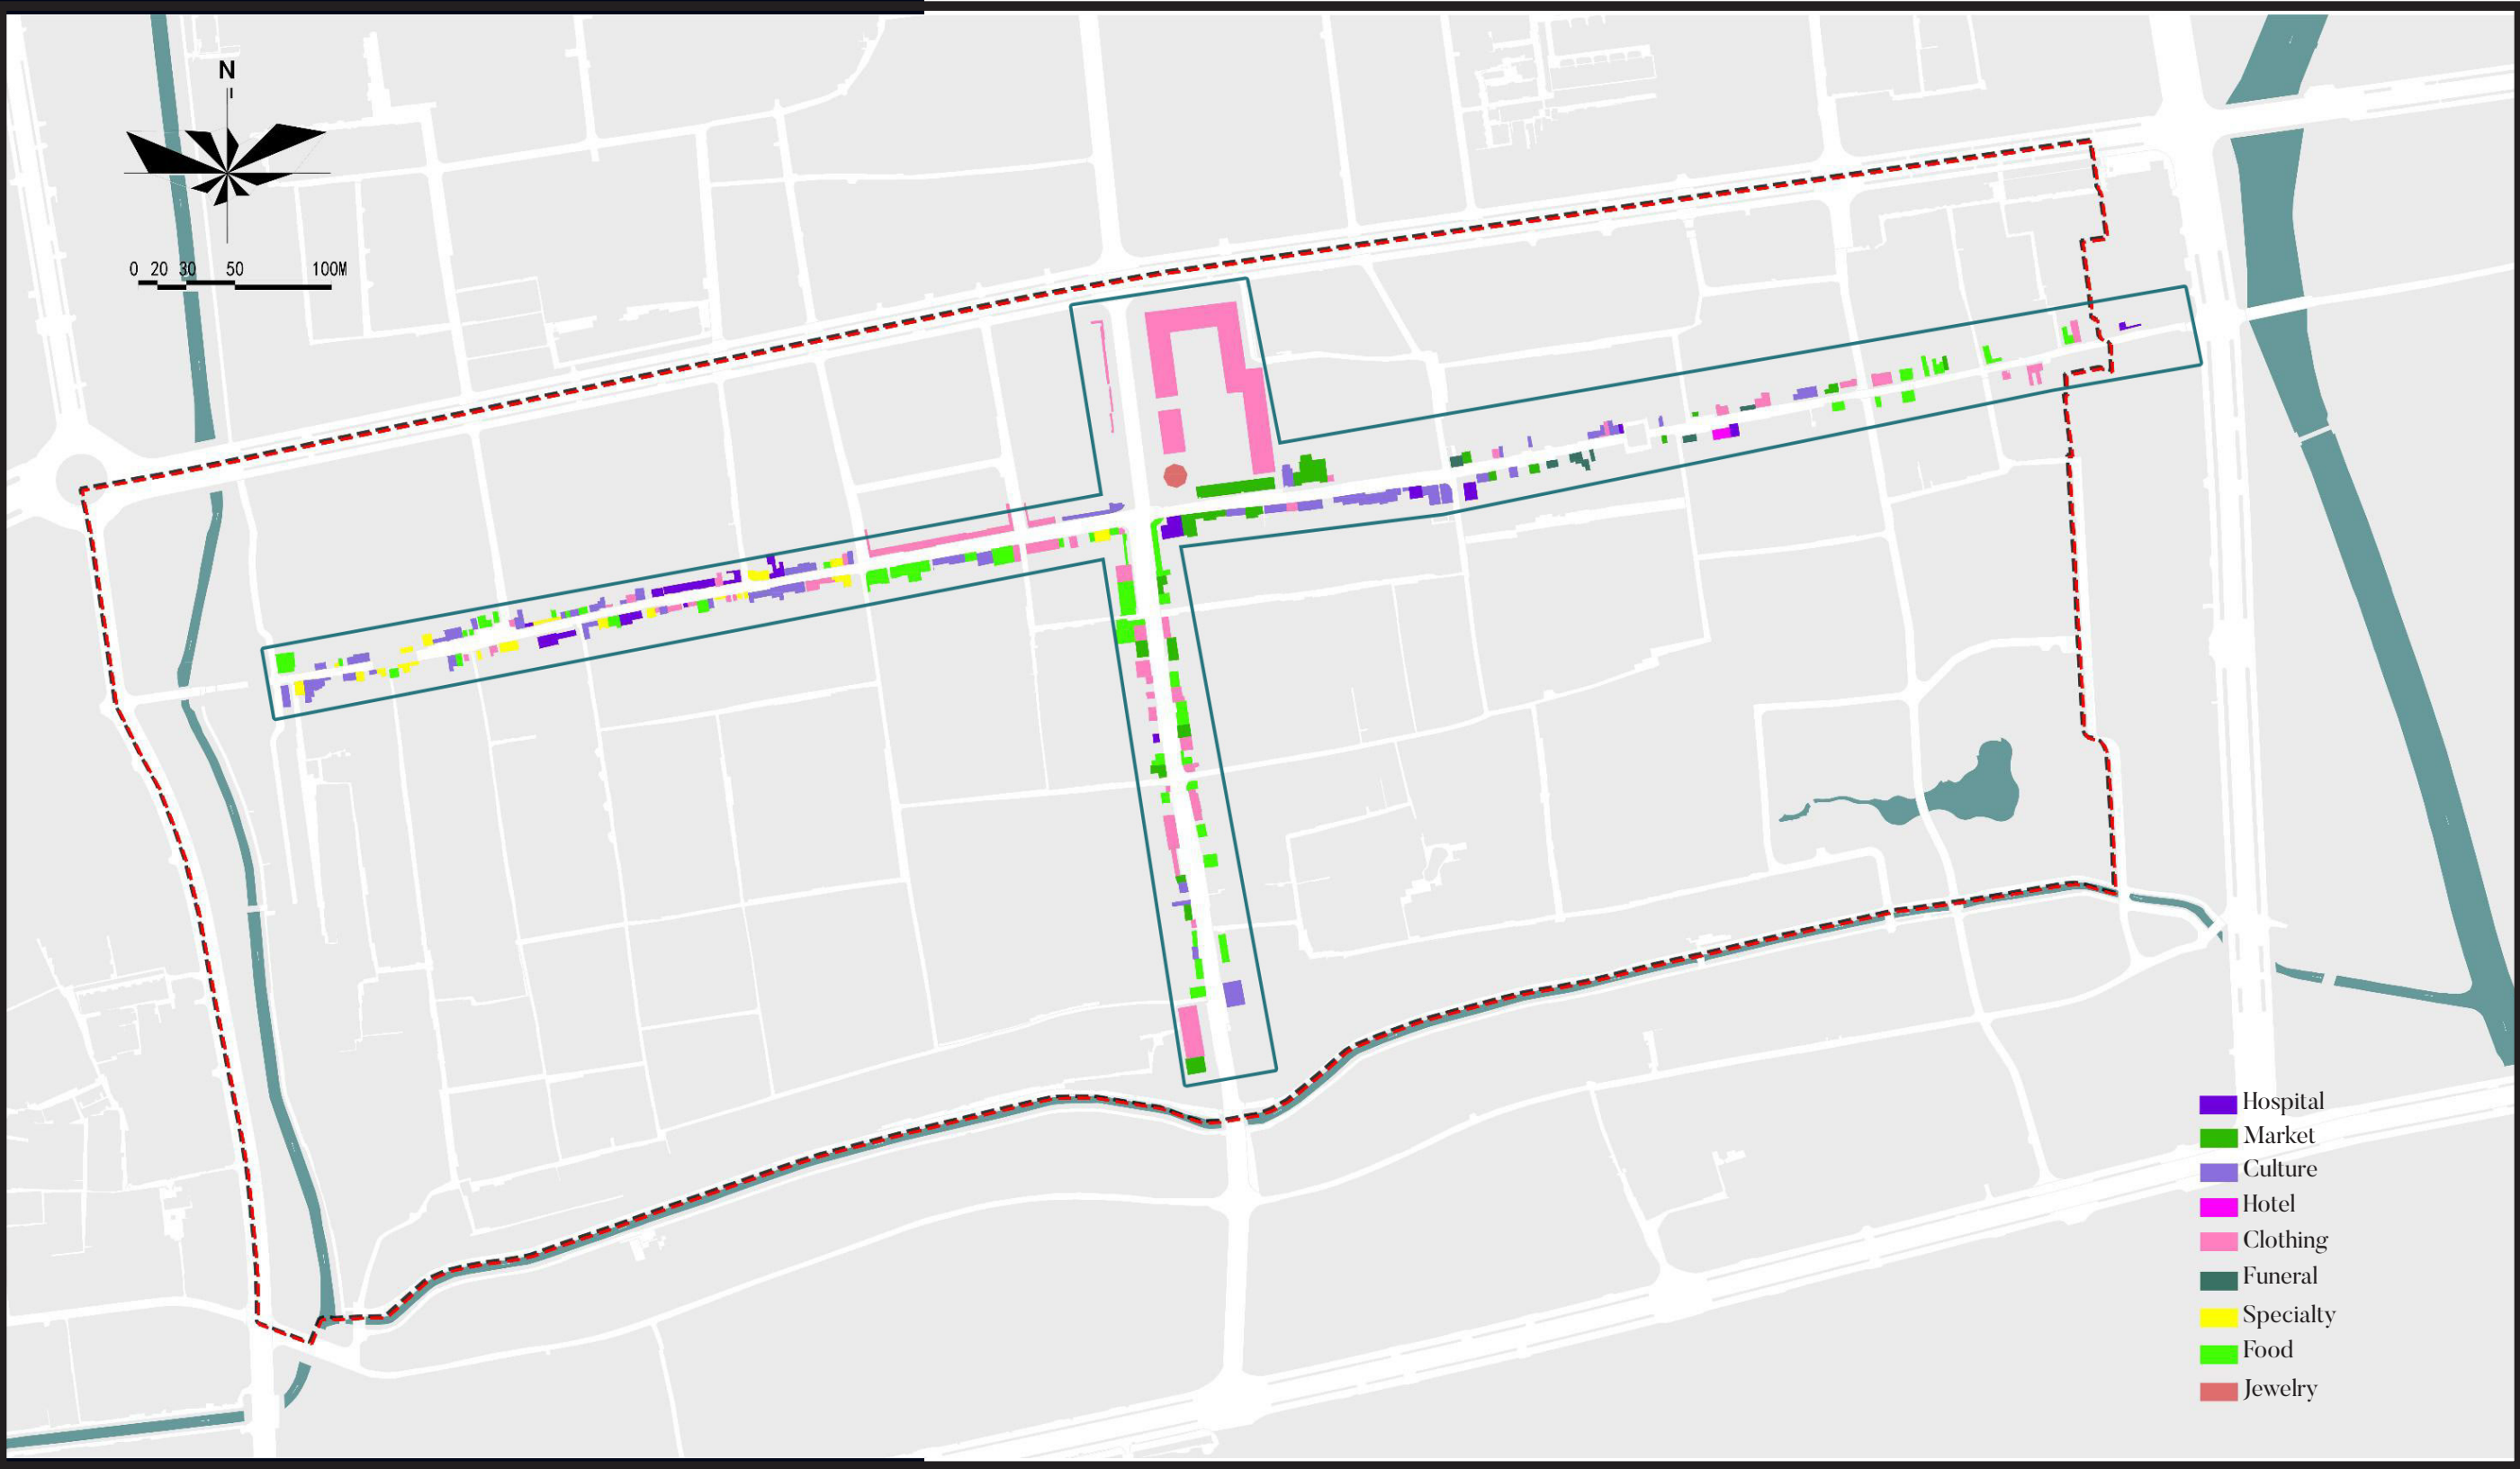 N
0 20 30 50 100M
Hospital
Market
Culture
Hotel
Clothing
Funeral
Specialty
Food
Jewelry